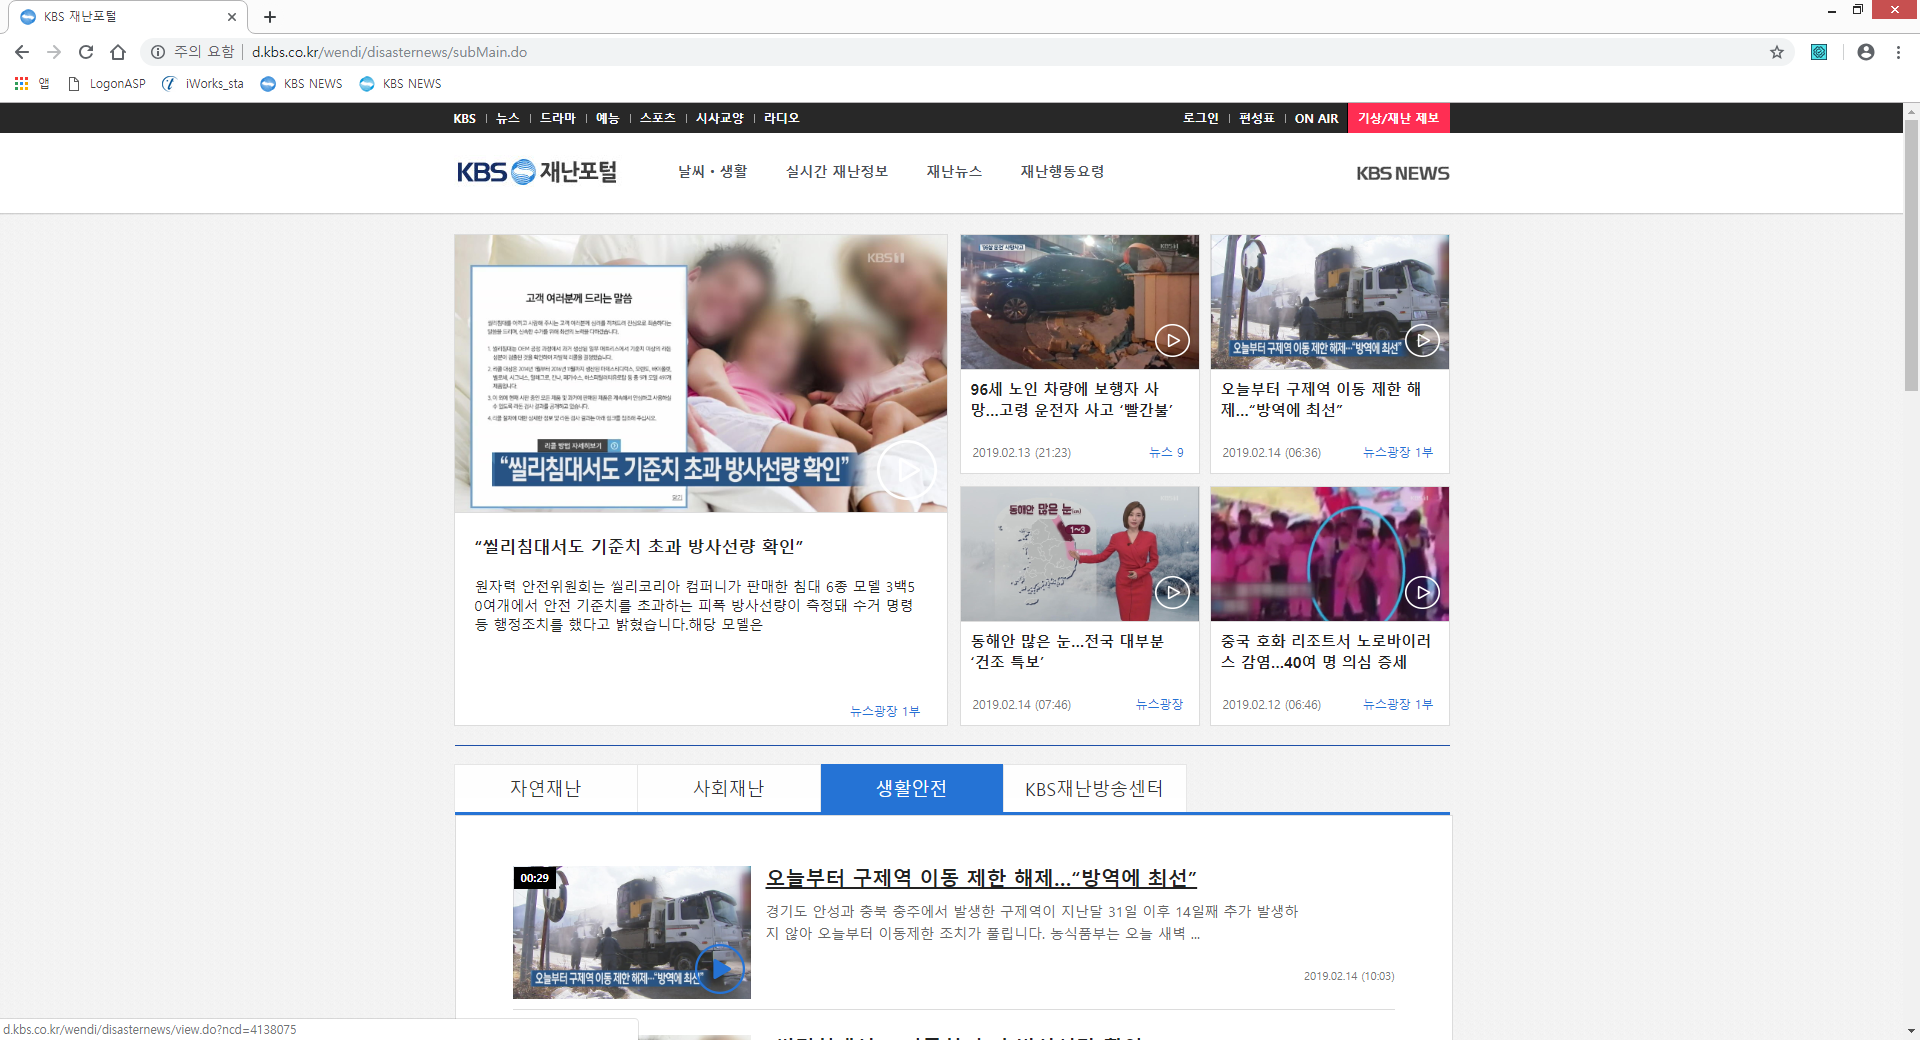 KBS 재난포털
주의 요함 | d.kbs.co.kr/wendi/disasternews/subMain.do
앱 LogonASP iWorks_sta KBS NEWS KBS NEWS
KBS | 뉴스 | 드라마 | 예능 | 스포츠 | 시사교양 | 라디오
로그인 | 편성표 | ON AIR 기상/재난 제보
KBS 재난포털
날씨・생활 실시간 재난정보 재난뉴스 재난행동요령
KBS NEWS
KBS 1
고객 여러분께 드리는 말씀
리콜 방법 자세히보기
“씰리침대서도 기준치 초과 방사선량 확인”
닫기
“씰리침대서도 기준치 초과 방사선량 확인”
원자력 안전위원회는 씰리코리아 컴퍼니가 판매한 침대 6종 모델 3백5
0여개에서 안전 기준치를 초과하는 피폭 방사선량이 측정돼 수거 명령
등 행정조치를 했다고 밝혔습니다.해당 모델은
뉴스광장 1부
96세 노인 차량에 보행자 사
망...고령 운전자 사고 ‘빨간불’
2019.02.13 (21:23) 뉴스 9
오늘부터 구제역 이동 제한 해제…“방역에 최선”
오늘부터 구제역 이동 제한 해
제...“방역에 최선”
2019.02.14 (06:36) 뉴스광장 1부
동해안 많은 눈(cm)
1~3
동해안 많은 눈...전국 대부분
‘건조 특보’
2019.02.14 (07:46) 뉴스광장
중국 호화 리조트서 노로바이러
스 감염...40여 명 의심 증세
2019.02.12 (06:46) 뉴스광장 1부
자연재난 사회재난 생활안전 KBS재난방송센터
00:29
오늘부터 구제역 이동 제한 해제…“방역에 최선”
오늘부터 구제역 이동 제한 해제...“방역에 최선”
경기도 안성과 충북 충주에서 발생한 구제역이 지난달 31일 이후 14일째 추가 발생하
지 않아 오늘부터 이동제한 조치가 풀립니다. 농식품부는 오늘 새벽 ...
2019.02.14 (10:03)
d.kbs.co.kr/wendi/disasternews/view.do?ncd=4138075